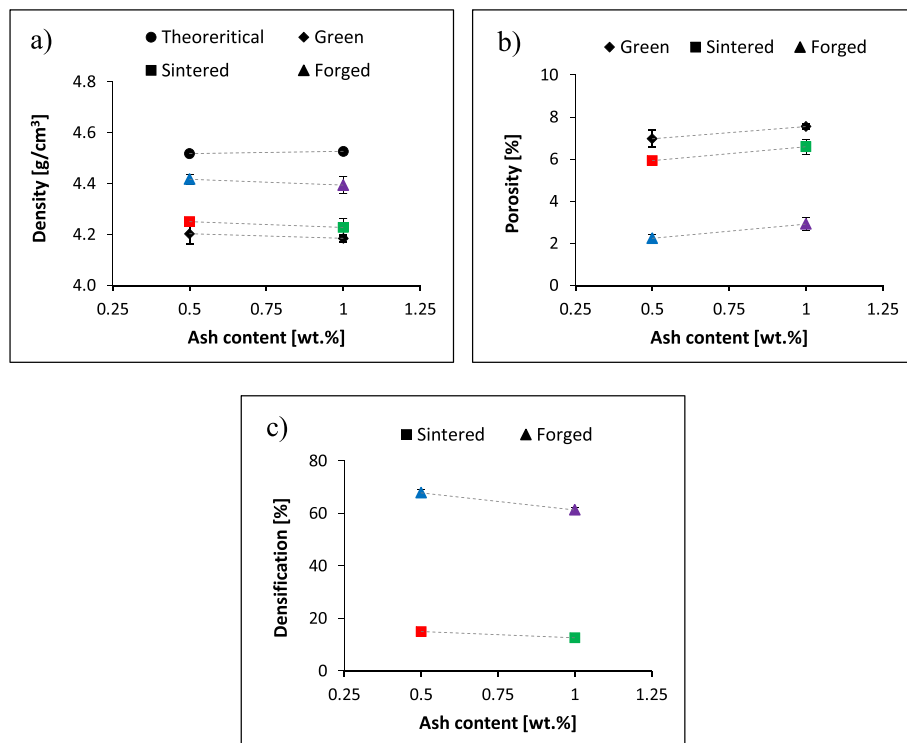 a)
Theoreritical Green
Sintered Forged
4.8
4.6
4.4
4.2
4.0
0.25 0.5 0.75 1 1.25
Density [g/cm³]
Ash content [wt.%]
b)
Green Sintered Forged
10
8
6
4
2
0
0.25 0.5 0.75 1 1.25
Porosity [%]
Ash content [wt.%]
c)
Sintered Forged
80
60
40
20
0
0.25 0.5 0.75 1 1.25
Densification [%]
Ash content [wt.%]